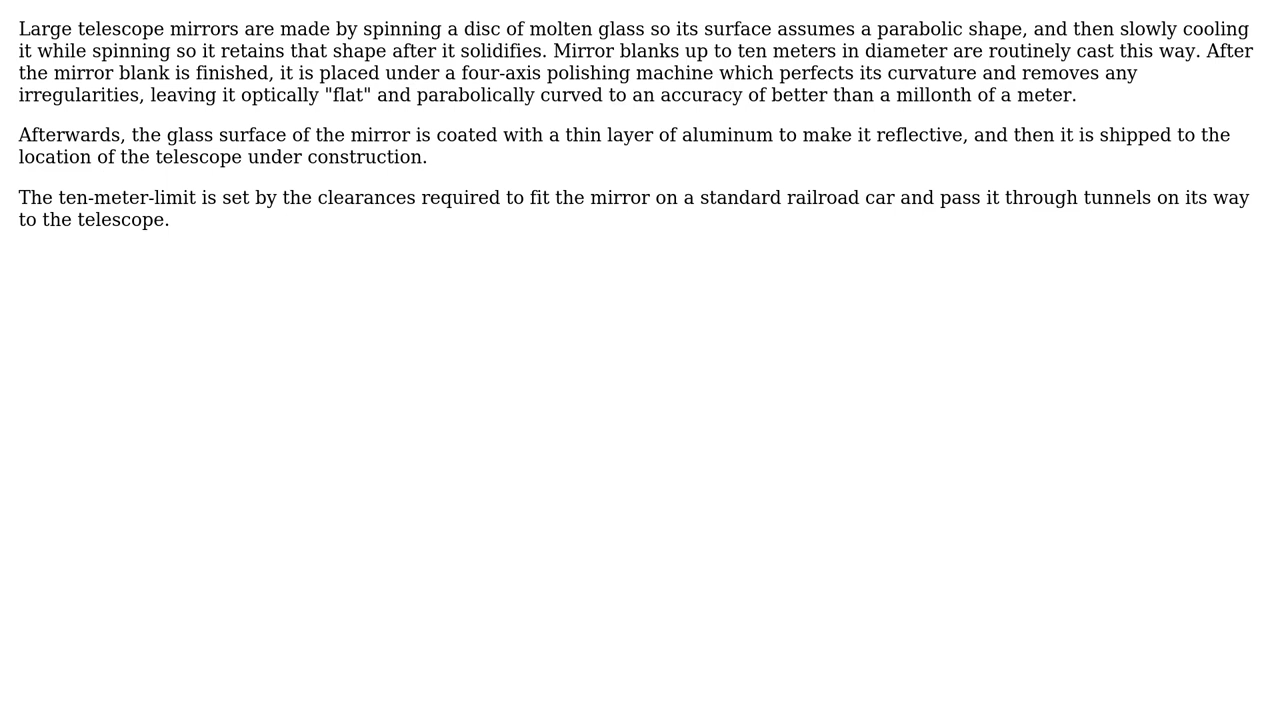 Large telescope mirrors are made by spinning a disc of molten glass so its surface assumes a parabolic shape, and then slowly cooling
it while spinning so it retains that shape after it solidifies. Mirror blanks up to ten meters in diameter are routinely cast this way. After
the mirror blank is finished, it is placed under a four-axis polishing machine which perfects its curvature and removes any
irregularities, leaving it optically "flat" and parabolically curved to an accuracy of better than a millonth of a meter.
Afterwards, the glass surface of the mirror is coated with a thin layer of aluminum to make it reflective, and then it is shipped to the
location of the telescope under construction.
The ten-meter-limit is set by the clearances required to fit the mirror on a standard railroad car and pass it through tunnels on its way
to the telescope.